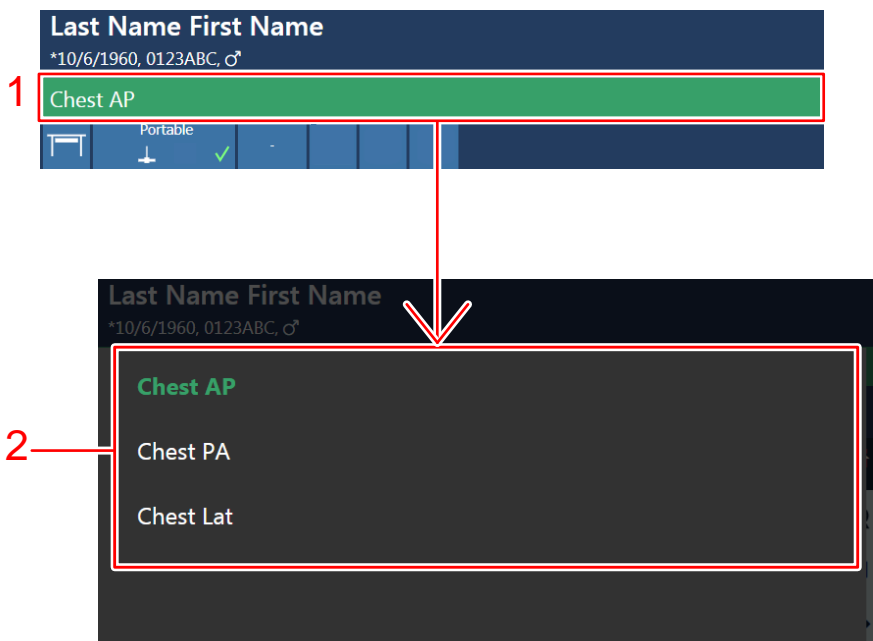 Last Name First Name
*10/6/1960, 0123ABC, ♂
1
Chest AP
Portable
-
Last Name First Name
*10/6/1960, 0123ABC, ♂
Chest AP
2
Chest PA
Chest Lat